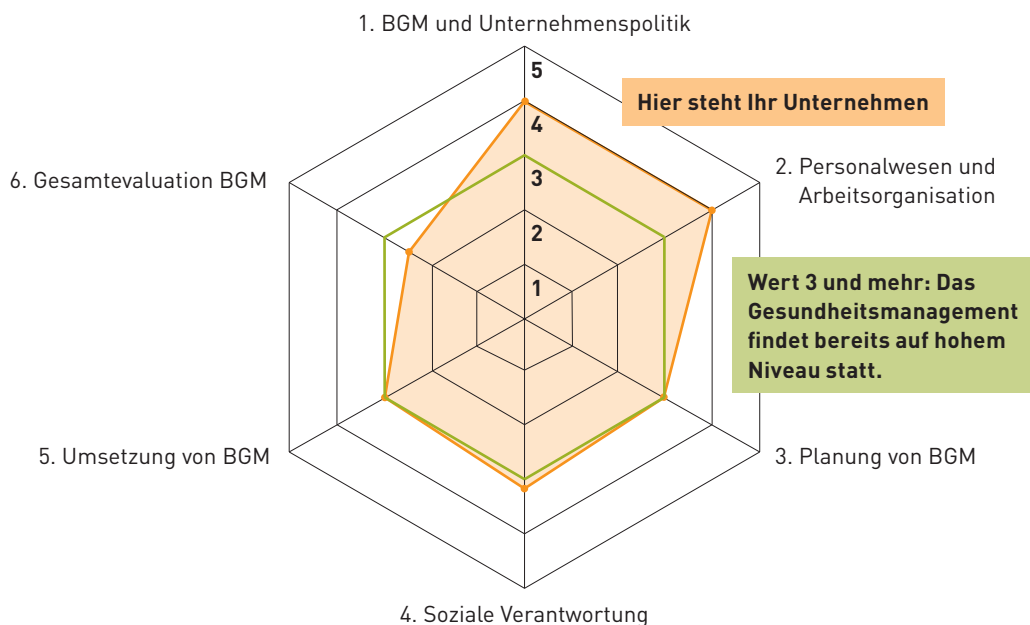 1. BGM und Unternehmenspolitik
5
Hier steht Ihr Unternehmen
4
2. Personalwesen und
Arbeitsorganisation
6. Gesamtevaluation BGM
3
2
1
Wert 3 und mehr: Das
Gesundheitsmanagement
findet bereits auf hohem
Niveau statt.
5. Umsetzung von BGM
3. Planung von BGM
4. Soziale Verantwortung